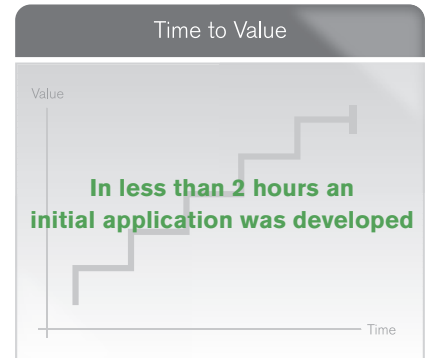 Time to Value
Value
In less than 2 hours an
initial application was developed
Time